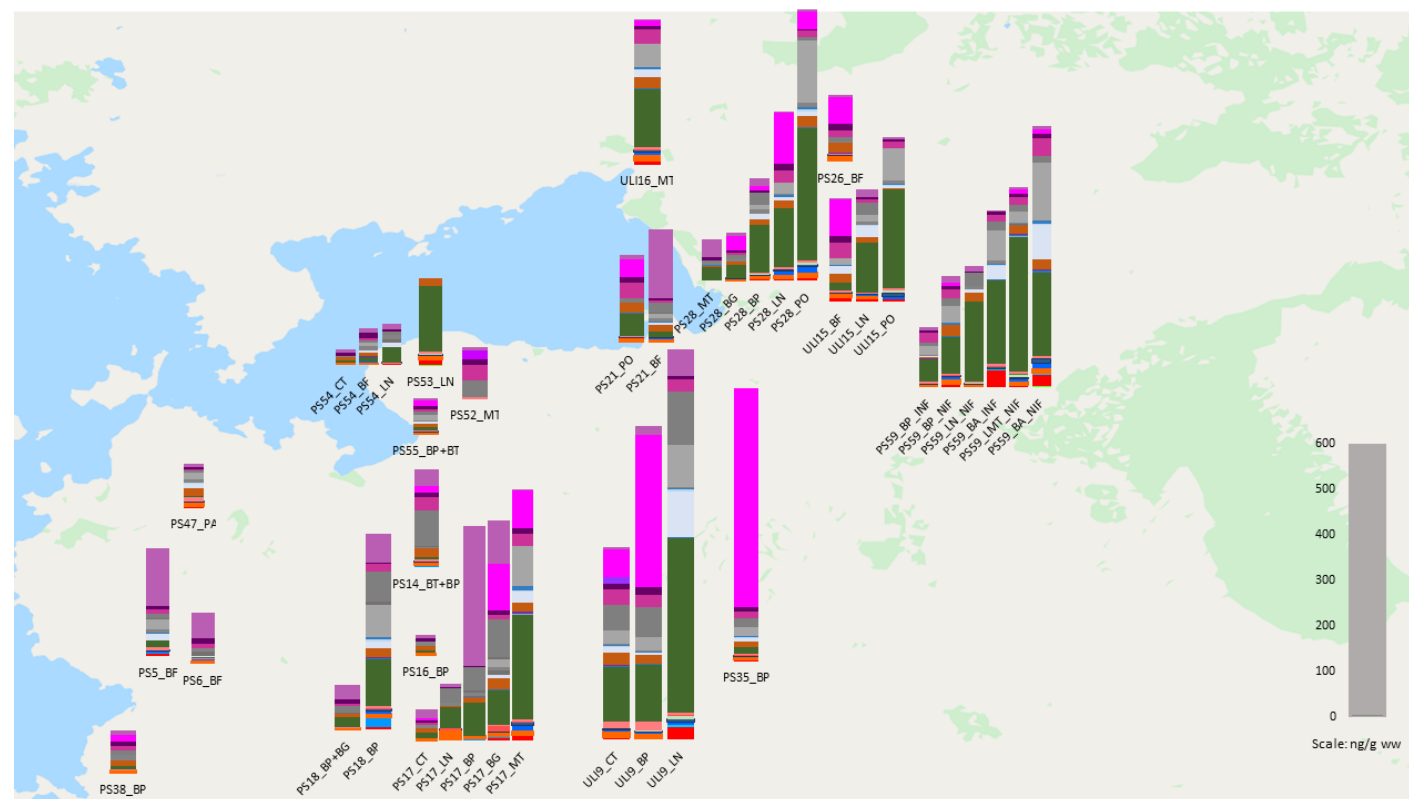 ULI16_MT
PS26_BF
PS28_MT
PS28_BG
PS28_BP
PS28_LN
PS28_PO
ULI15_BF
ULI15_LN
ULI15_PO
PS21_PO
PS21_BF
PS54_CT
PS54_BF
PS54_LN
PS53_LN
PS52_MT
PS59_BP_INF
PS59_BP_NIF
PS59_LN_NIF
PS59_BA_INF
PS59_LMT_NIF
PS59_BA_NIF
PS55_BP+BT
600
500
400
300
200
100
0
Scale: ng/g ww
PS47_PA
PS14_BT+BP
PS5_BF
PS6_BF
PS16_BP
PS35_BP
PS18_BP+BG
PS18_BP
PS17_CT
PS17_LN
PS17_BP
PS17_BG
PS17_MT
ULI9_CT
ULI9_BP
ULI9_LN
PS38_BP